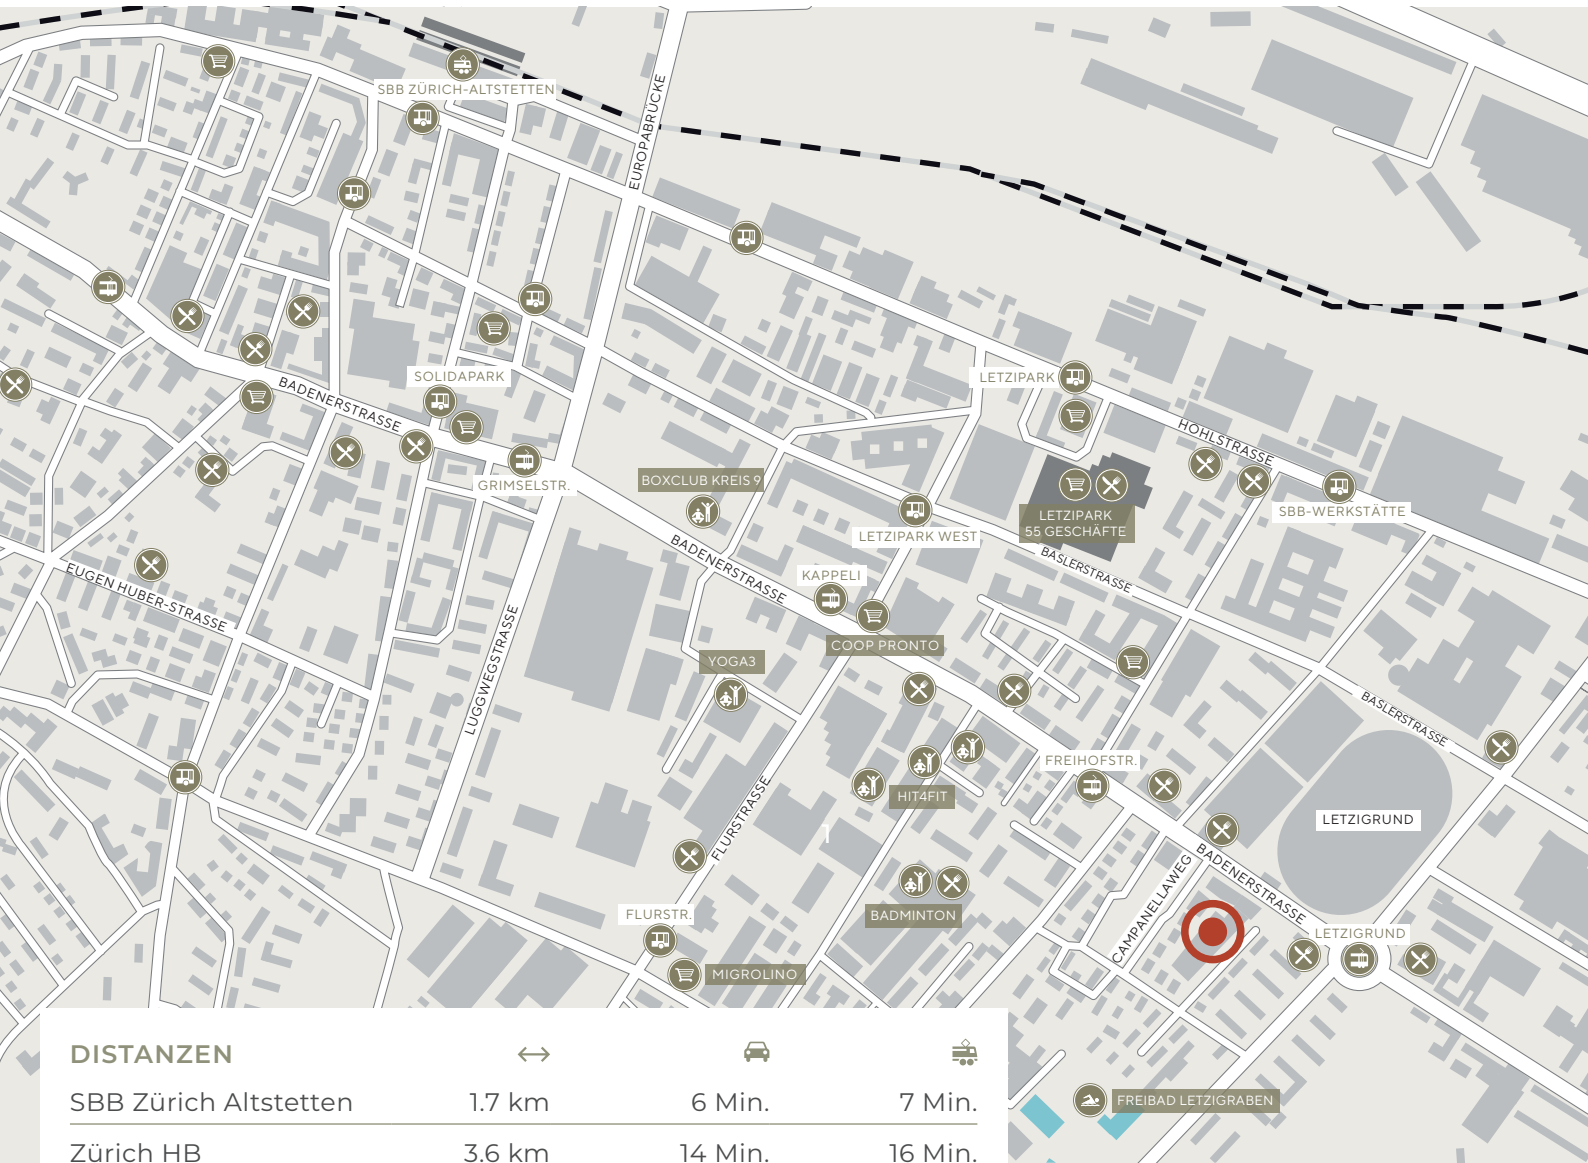 SBB ZÜRICH-ALTSTETTEN
EUROPABRÜCKE
SOLIDAPARK
BADENERSTRASSE
GRIMSELSTR.
LETZIPARK
HOHLSTRASSE
BOXCLUB KREIS 9
LETZIPARK
55 GESCHÄFTE
SBB-WERKSTÄTTE
LETZIPARK WEST
BASLERSTRASSE
BADENERSTRASSE
KAPPELI
EUGEN HUBER-STRASSE
COOP PRONTO
LUGGWEGSTRASSE
YOGA3
BASLERSTRASSE
FREIHOFSTR.
HIT4FIT
FLURSTRASSE
LETZIGRUND
1
BADENERSTRASSE
CAMPANELLAWEG
BADMINTON
FLURSTR.
LETZIGRUND
MIGROLINO
FREIBAD LETZIGRABEN
DISTANZEN
SBB Zürich Altstetten 1.7 km 6 Min. 7 Min.
Zürich HB 3.6 km 14 Min. 16 Min.